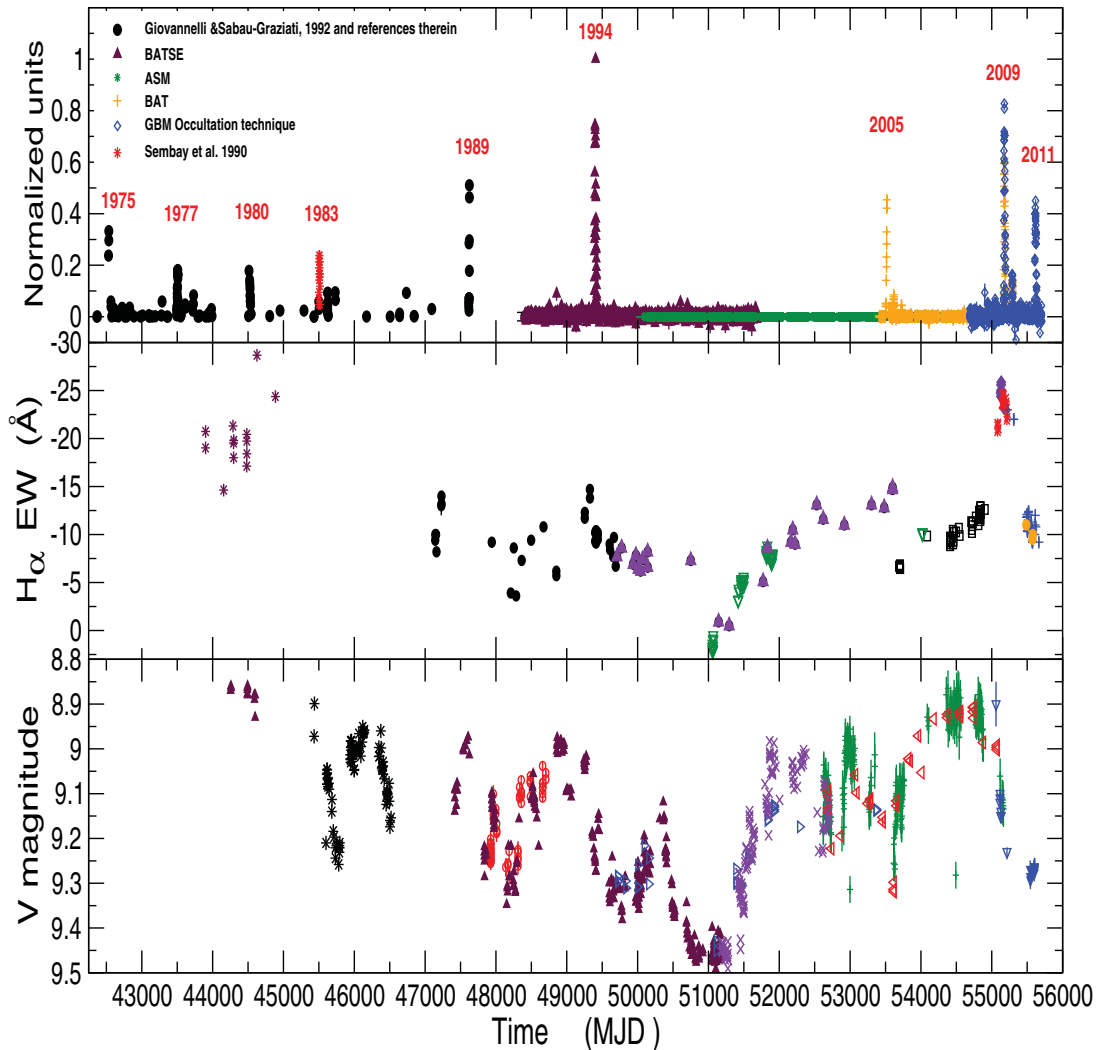 Giovannelli &Sabau-Graziati, 1992 and references therein
BATSE
ASM
BAT
GBM Occultation technique
Sembay et al. 1990
1975
1977
1980
1983
1989
1994
2005
2009
2011
Normalized units
1
0.8
0.6
0.4
0.2
0
Hα EW (Å)
-30
-25
-20
-15
-10
-5
0
V magnitude
8.8
8.9
9
9.1
9.2
9.3
9.4
9.5
43000 44000 45000 46000 47000 48000 49000 50000 51000 52000 53000 54000 55000 56000
Time (MJD )